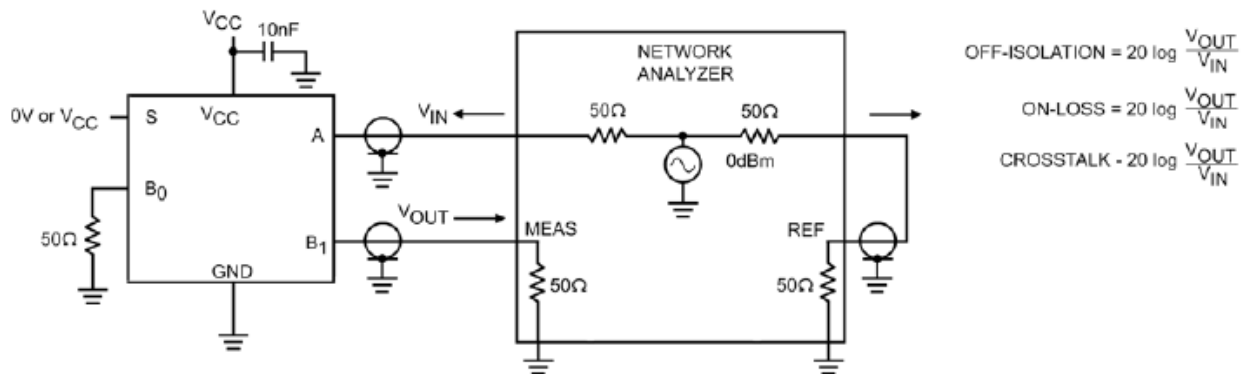 VCC
10nF
0V or VCC
S
VCC
A
B0
50Ω
B1
GND
VIN
VOUT
NETWORK
ANALYZER
50Ω
50Ω
0dBm
MEAS
REF
50Ω
50Ω
OFF-ISOLATION = 20 log VOUT/VIN
ON-LOSS = 20 log VOUT/VIN
CROSSTALK - 20 log VOUT/VIN